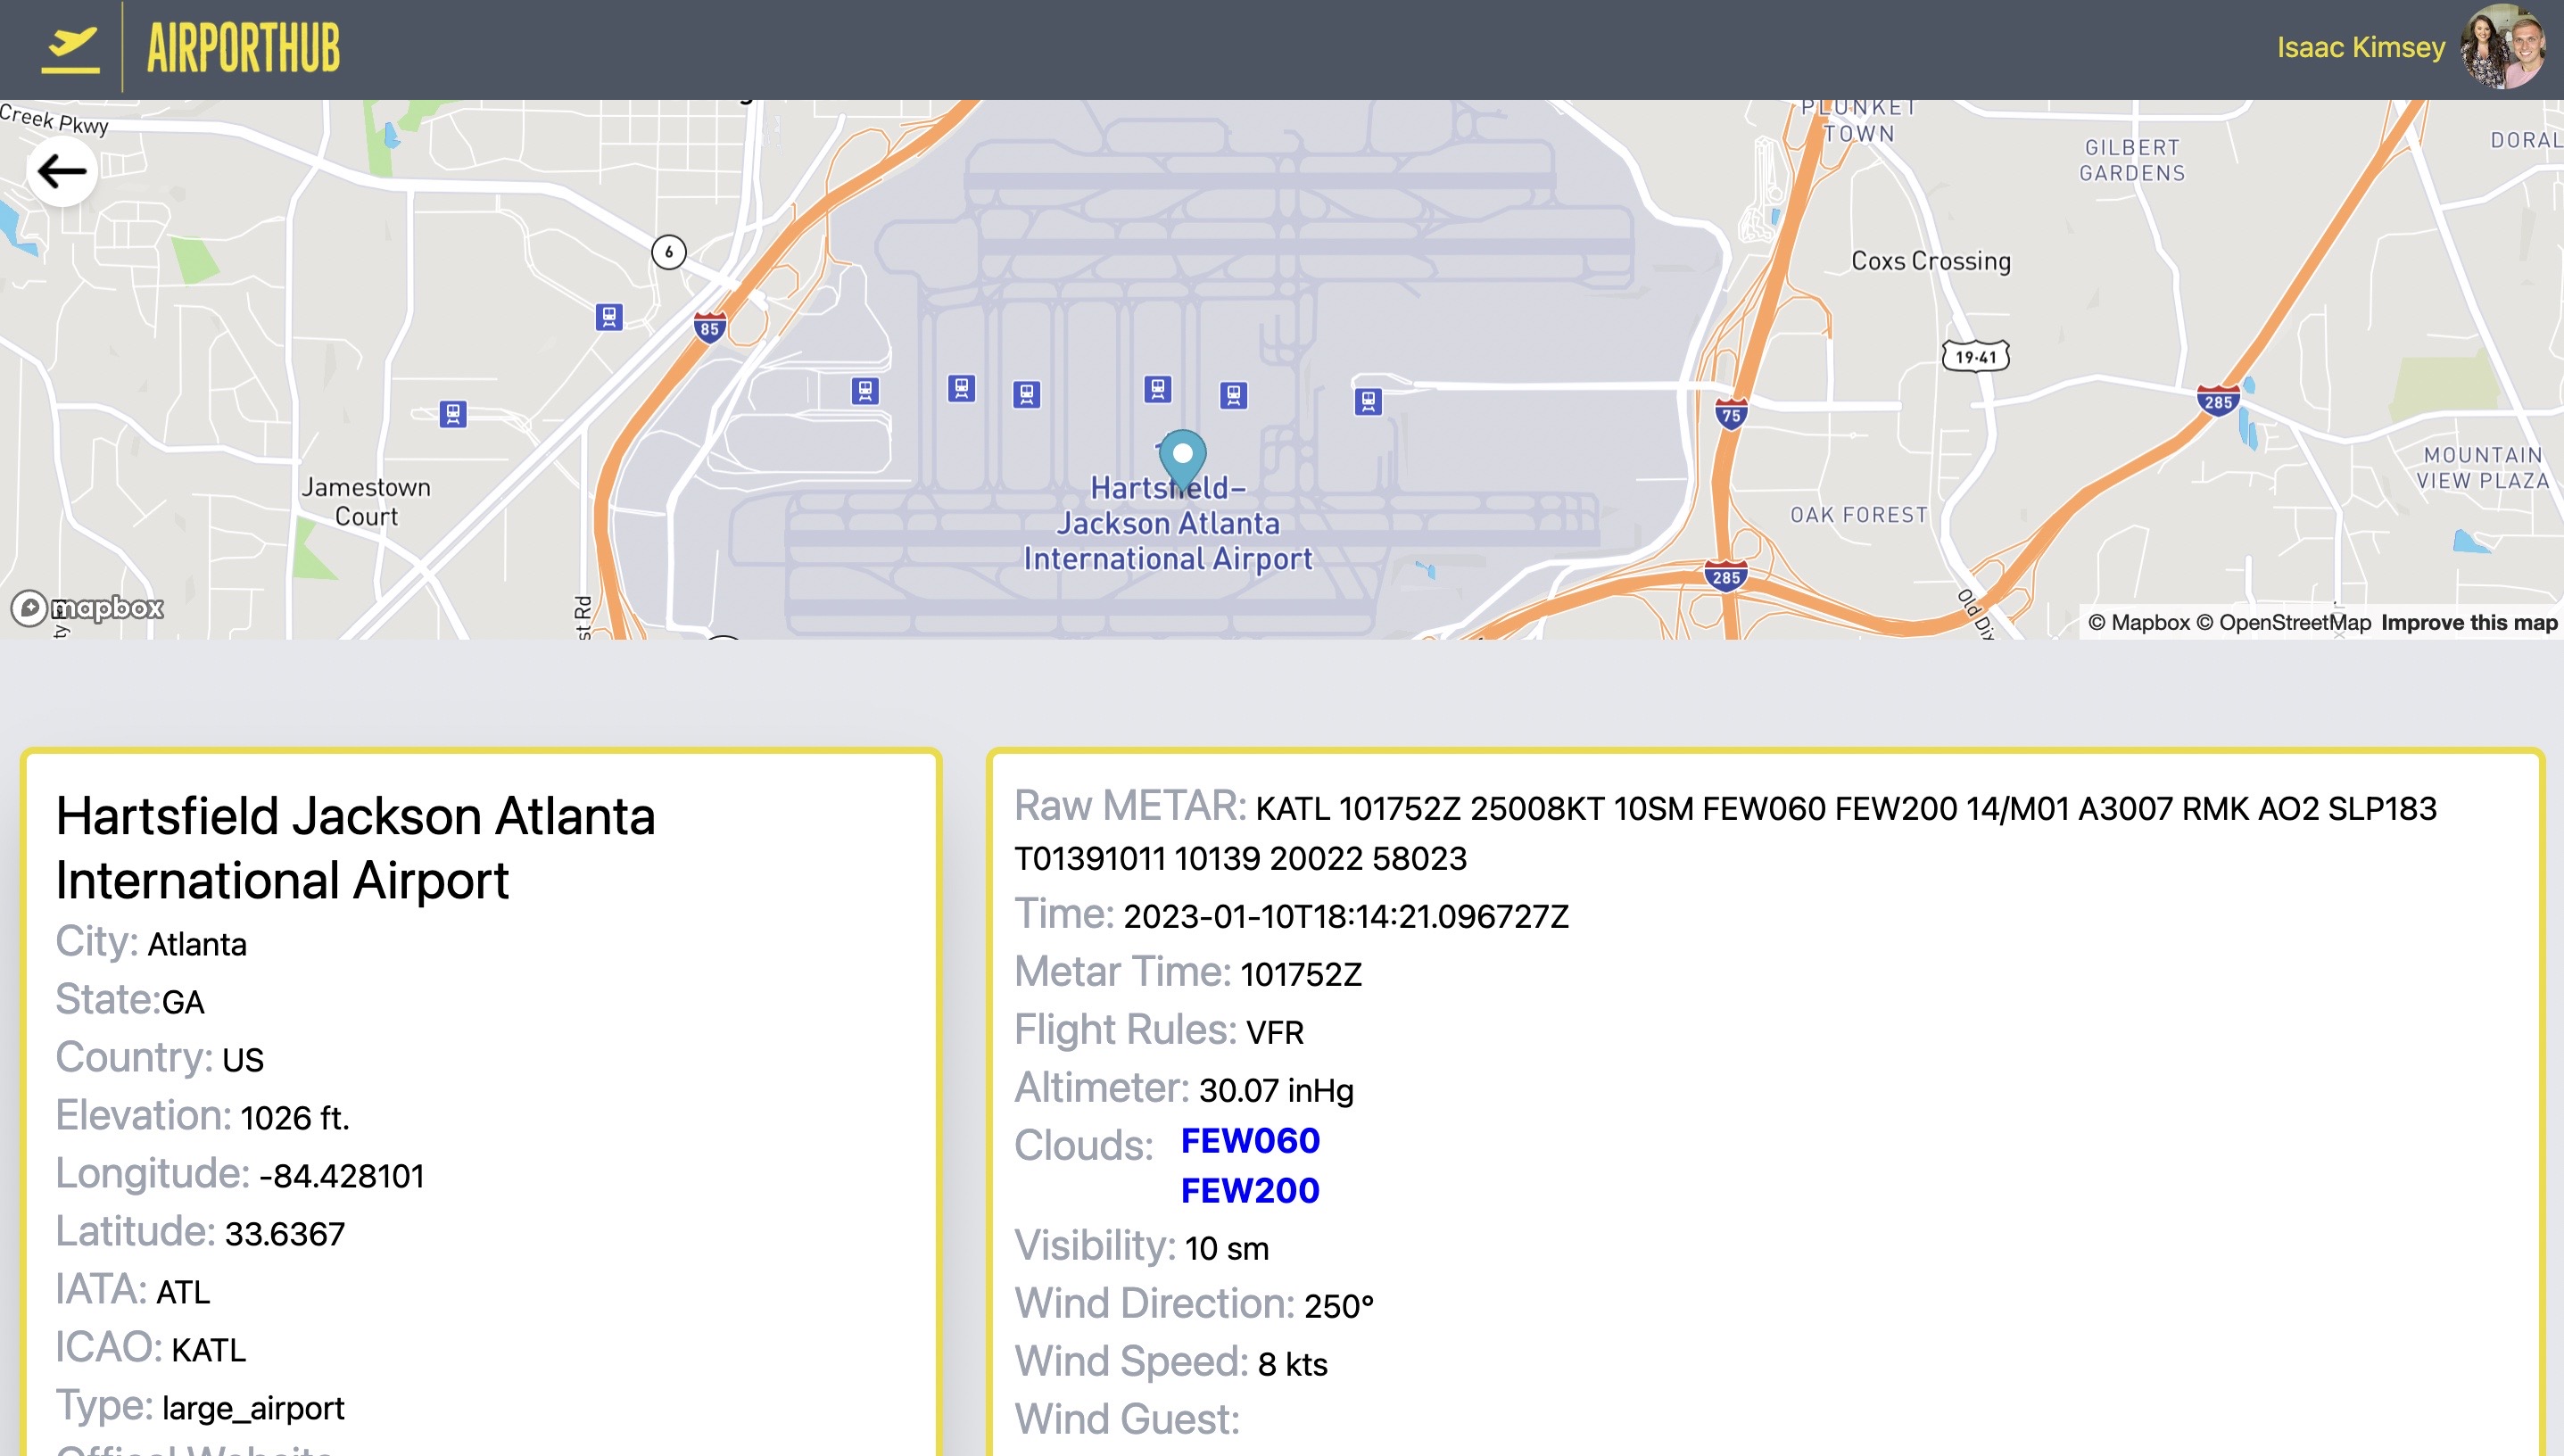 AIRPORTHUB
Isaac Kimsey
Creek Pkwy
PLUNKET
TOWN
GILBERT
GARDENS
DORAL
6
Coxs Crossing
85
19·41
75
285
MOUNTAIN
VIEW PLAZA
Jamestown
Court
Hartsfield–
Jackson Atlanta
International Airport
OAK FOREST
285
mapbox
st Rd
Old Dix
© Mapbox © OpenStreetMap Improve this map
Hartsfield Jackson Atlanta
International Airport
City: Atlanta
State:GA
Country: US
Elevation: 1026 ft.
Longitude: -84.428101
Latitude: 33.6367
IATA: ATL
ICAO: KATL
Type: large_airport
Raw METAR: KATL 101752Z 25008KT 10SM FEW060 FEW200 14/M01 A3007 RMK AO2 SLP183
T01391011 10139 20022 58023
Time: 2023-01-10T18:14:21.096727Z
Metar Time: 101752Z
Flight Rules: VFR
Altimeter: 30.07 inHg
Clouds: FEW060
FEW200
Visibility: 10 sm
Wind Direction: 250°
Wind Speed: 8 kts
Wind Guest: